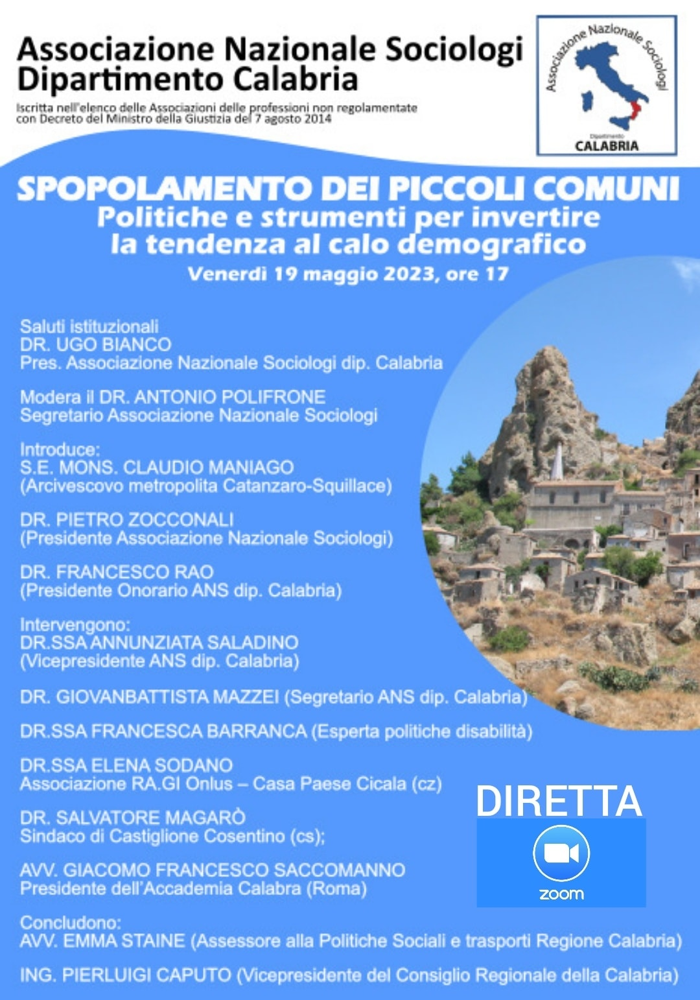 Associazione Nazionale Sociologi
Dipartimento Calabria
Iscritta nell'elenco delle Associazioni delle professioni non regolamentate
con Decreto del Ministro della Giustizia del 7 agosto 2014
Associazione Nazionale Sociologi
Dipartimento
CALABRIA
SPOPOLAMENTO DEI PICCOLI COMUNI
Politiche e strumenti per invertire
la tendenza al calo demografico
Venerdì 19 maggio 2023, ore 17
Saluti istituzionali
DR. UGO BIANCO
Pres. Associazione Nazionale Sociologi dip. Calabria
Modera il DR. ANTONIO POLIFRONE
Segretario Associazione Nazionale Sociologi
Introduce:
S.E. MONS. CLAUDIO MANIAGO
(Arcivescovo metropolita Catanzaro-Squillace)
DR. PIETRO ZOCCONALI
(Presidente Associazione Nazionale Sociologi)
DR. FRANCESCO RAO
(Presidente Onorario ANS dip. Calabria)
Intervengono:
DR.SSA ANNUNZIATA SALADINO
(Vicepresidente ANS dip. Calabria)
DR. GIOVANBATTISTA MAZZEI (Segretario ANS dip. Calabria)
DR.SSA FRANCESCA BARRANCA (Esperta politiche disabilità)
DR.SSA ELENA SODANO
Associazione RA.GI Onlus – Casa Paese Cicala (cz)
DR. SALVATORE MAGARÒ
Sindaco di Castiglione Cosentino (cs);
AVV. GIACOMO FRANCESCO SACCOMANNO
Presidente dell'Accademia Calabra (Roma)
DIRETTA
zoom
Concludono:
AVV. EMMA STAINE (Assessore alla Politiche Sociali e trasporti Regione Calabria)
ING. PIERLUIGI CAPUTO (Vicepresidente del Consiglio Regionale della Calabria)